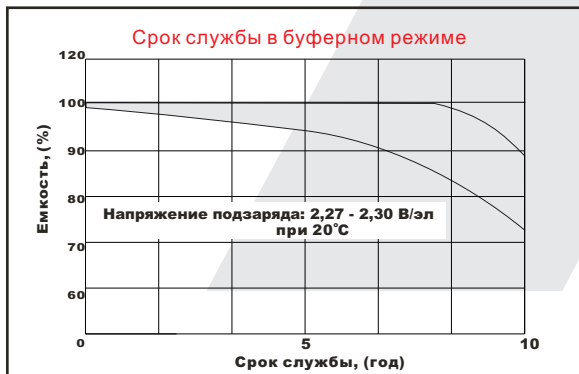 Срок службы в буферном режиме
120
100
90
80
70
60
0
5
10
Емкость, (%)
Напряжение подзаряда: 2,27 - 2,30 В/эл
при 20°C
Срок службы, (год)